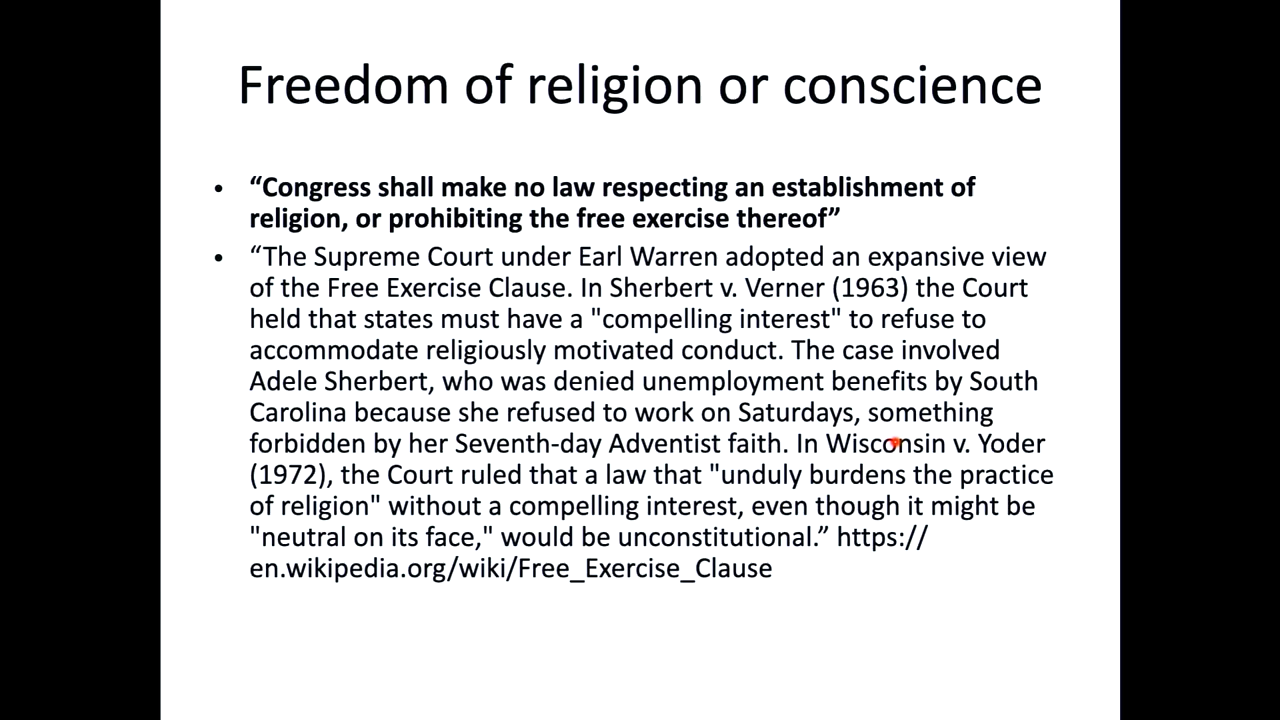 Freedom of religion or conscience
• “Congress shall make no law respecting an establishment of
religion, or prohibiting the free exercise thereof”
• “The Supreme Court under Earl Warren adopted an expansive view
of the Free Exercise Clause. In Sherbert v. Verner (1963) the Court
held that states must have a "compelling interest" to refuse to
accommodate religiously motivated conduct. The case involved
Adele Sherbert, who was denied unemployment benefits by South
Carolina because she refused to work on Saturdays, something
forbidden by her Seventh-day Adventist faith. In Wisconsin v. Yoder
(1972), the Court ruled that a law that "unduly burdens the practice
of religion" without a compelling interest, even though it might be
"neutral on its face," would be unconstitutional.” https://
en.wikipedia.org/wiki/Free_Exercise_Clause